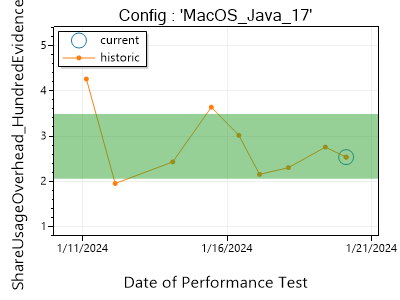 Config : 'MacOS_Java_17'
current
historic
ShareUsageOverhead_HundredEvidence
5
4
3
2
1
1/11/2024
1/16/2024
1/21/2024
Date of Performance Test